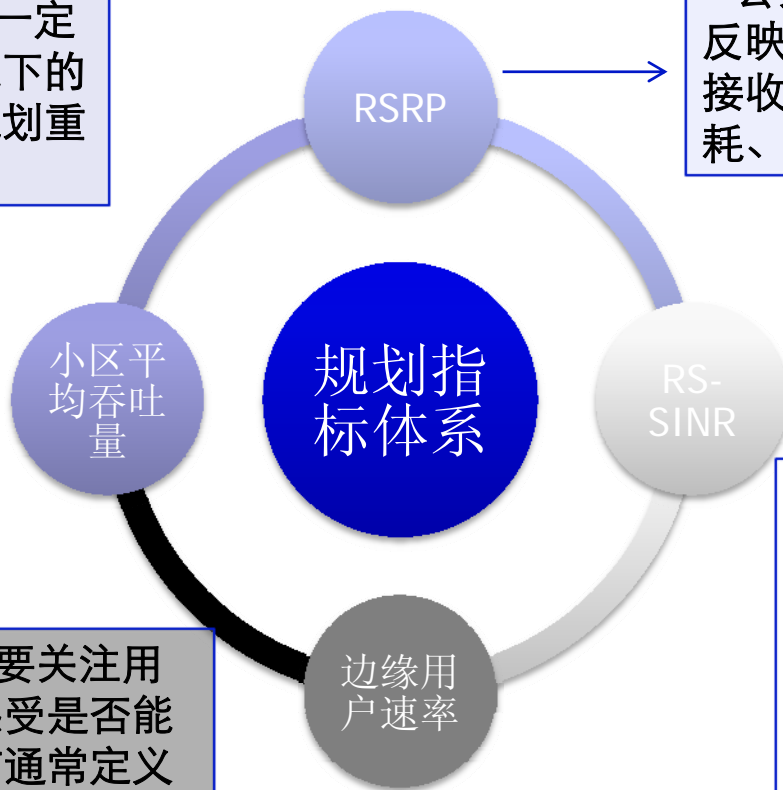 一定
下的
划重
RSRP
反映
接收
耗、
小区平
均吞吐
量
规划指
标体系
RS-
SINR
边缘用
户速率
要关注用
受是否能
通常定义